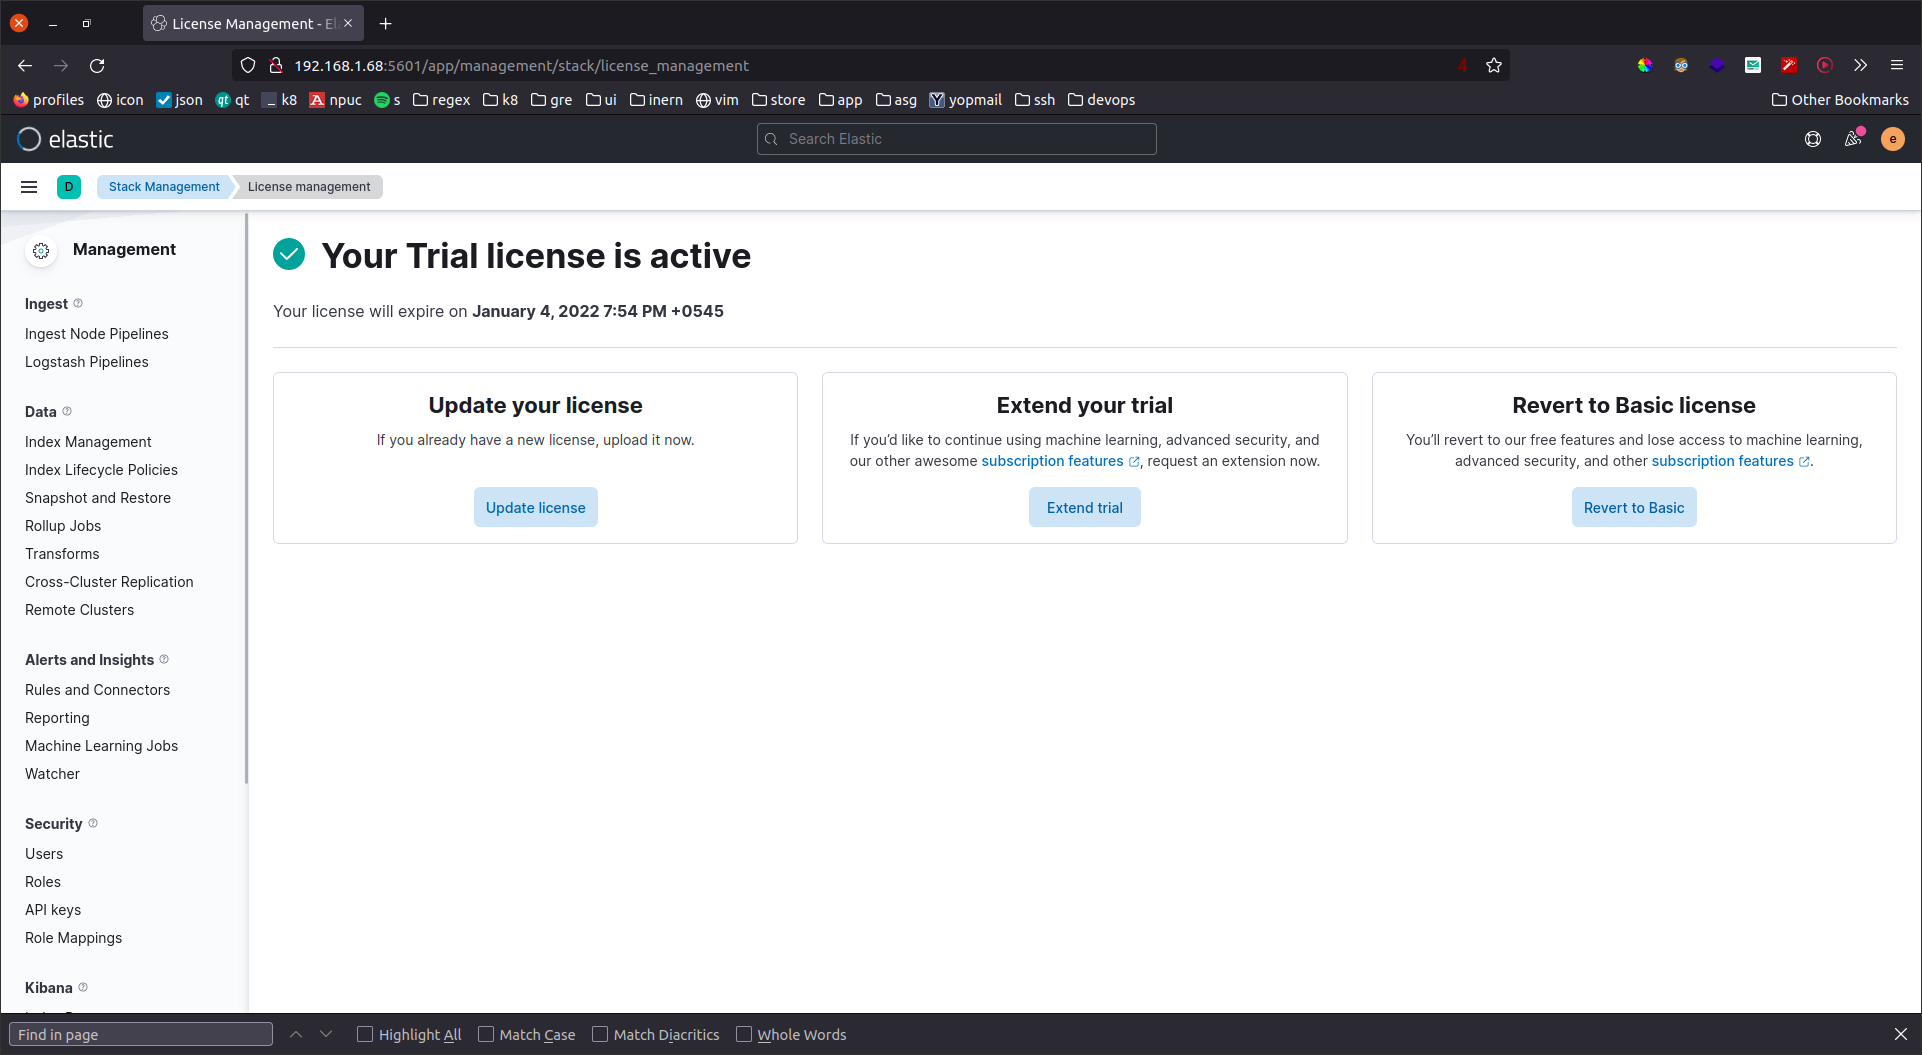 License Management - El
192.168.1.68:5601/app/management/stack/license_management
4
profiles icon json qt k8 npuc s regex k8 gre ui inern vim store app asg yopmail ssh devops Other Bookmarks
elastic
Search Elastic
e
D
Stack Management
License management
Management
Ingest
Ingest Node Pipelines
Logstash Pipelines
Data
Index Management
Index Lifecycle Policies
Snapshot and Restore
Rollup Jobs
Transforms
Cross-Cluster Replication
Remote Clusters
Alerts and Insights
Rules and Connectors
Reporting
Machine Learning Jobs
Watcher
Security
Users
Roles
API keys
Role Mappings
Kibana
Your Trial license is active
Your license will expire on January 4, 2022 7:54 PM +0545
Update your license
If you already have a new license, upload it now.
Update license
Extend your trial
If you’d like to continue using machine learning, advanced security, and
our other awesome subscription features, request an extension now.
Extend trial
Revert to Basic license
You’ll revert to our free features and lose access to machine learning,
advanced security, and other subscription features.
Revert to Basic
Find in page
Highlight All
Match Case
Match Diacritics
Whole Words